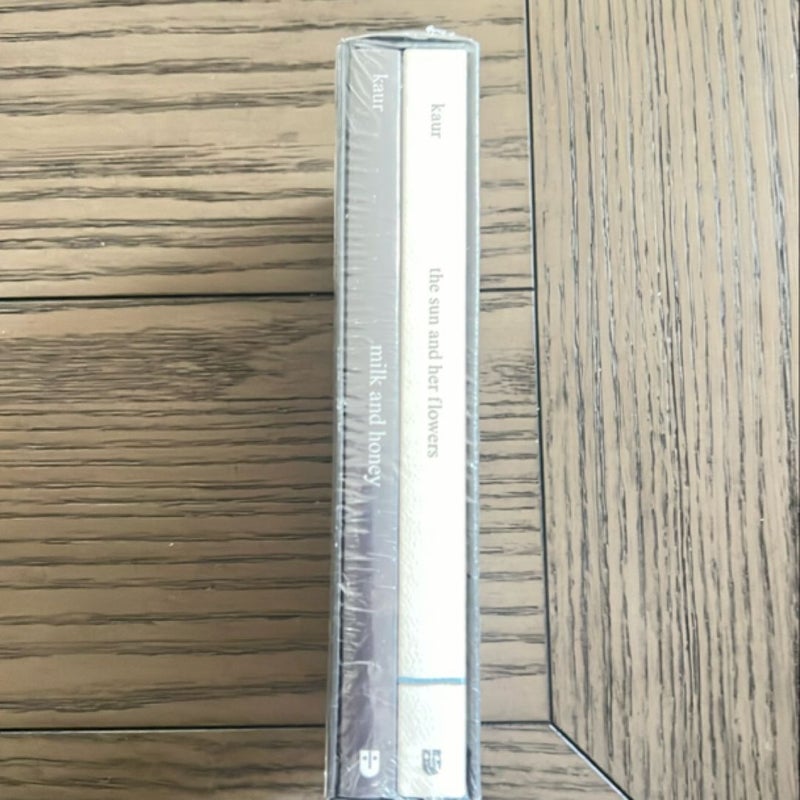 kaur
milk and honey
kaur
the sun and her flowers